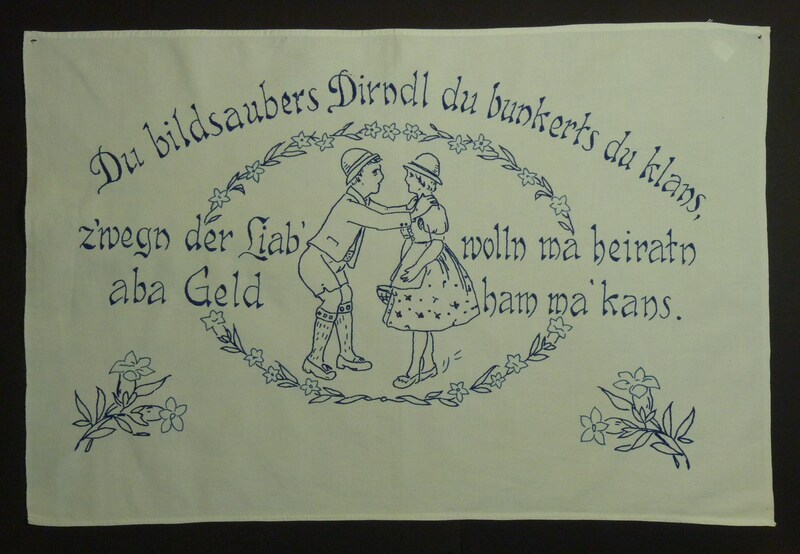 Du bildsaubers Dirndl du bunkerts du klans,
z'wegn der Liab' wolln ma heiratn
aba Geld ham ma' kans.